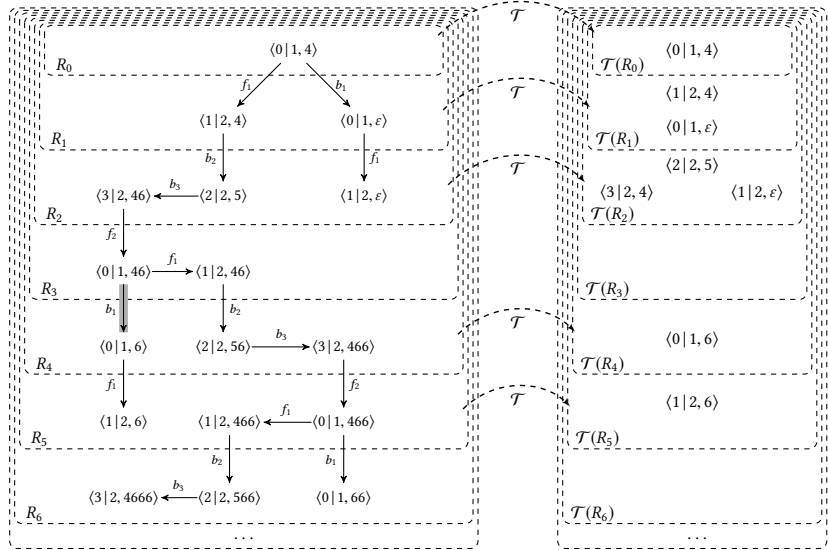 𝒯
⟨0∣1, 4⟩ ⟨0∣1, 4⟩
R₀ 𝒯(R₀)
f₁ b₁ 𝒯 ⟨1∣2, 4⟩
⟨1∣2, 4⟩ ⟨0∣1, ε⟩ ⟨0∣1, ε⟩
R₁ 𝒯(R₁)
b₂ f₁ 𝒯 ⟨2∣2, 5⟩
⟨3∣2, 46⟩ b₃ ⟨2∣2, 5⟩ ⟨1∣2, ε⟩ ⟨3∣2, 4⟩ ⟨1∣2, ε⟩
R₂ 𝒯(R₂)
f₂
⟨0∣1, 46⟩ f₁ ⟨1∣2, 46⟩
R₃ 𝒯(R₃)
b₁ b₂ 𝒯
⟨0∣1, 6⟩ ⟨2∣2, 56⟩ b₃ ⟨3∣2, 466⟩ ⟨0∣1, 6⟩
R₄ 𝒯(R₄)
f₁ f₂ 𝒯 ⟨1∣2, 6⟩
⟨1∣2, 6⟩ ⟨1∣2, 466⟩ f₁ ⟨0∣1, 466⟩
R₅ 𝒯(R₅)
b₂ b₁
⟨3∣2, 4666⟩ b₃ ⟨2∣2, 566⟩ ⟨0∣1, 66⟩
R₆ 𝒯(R₆)
... ...